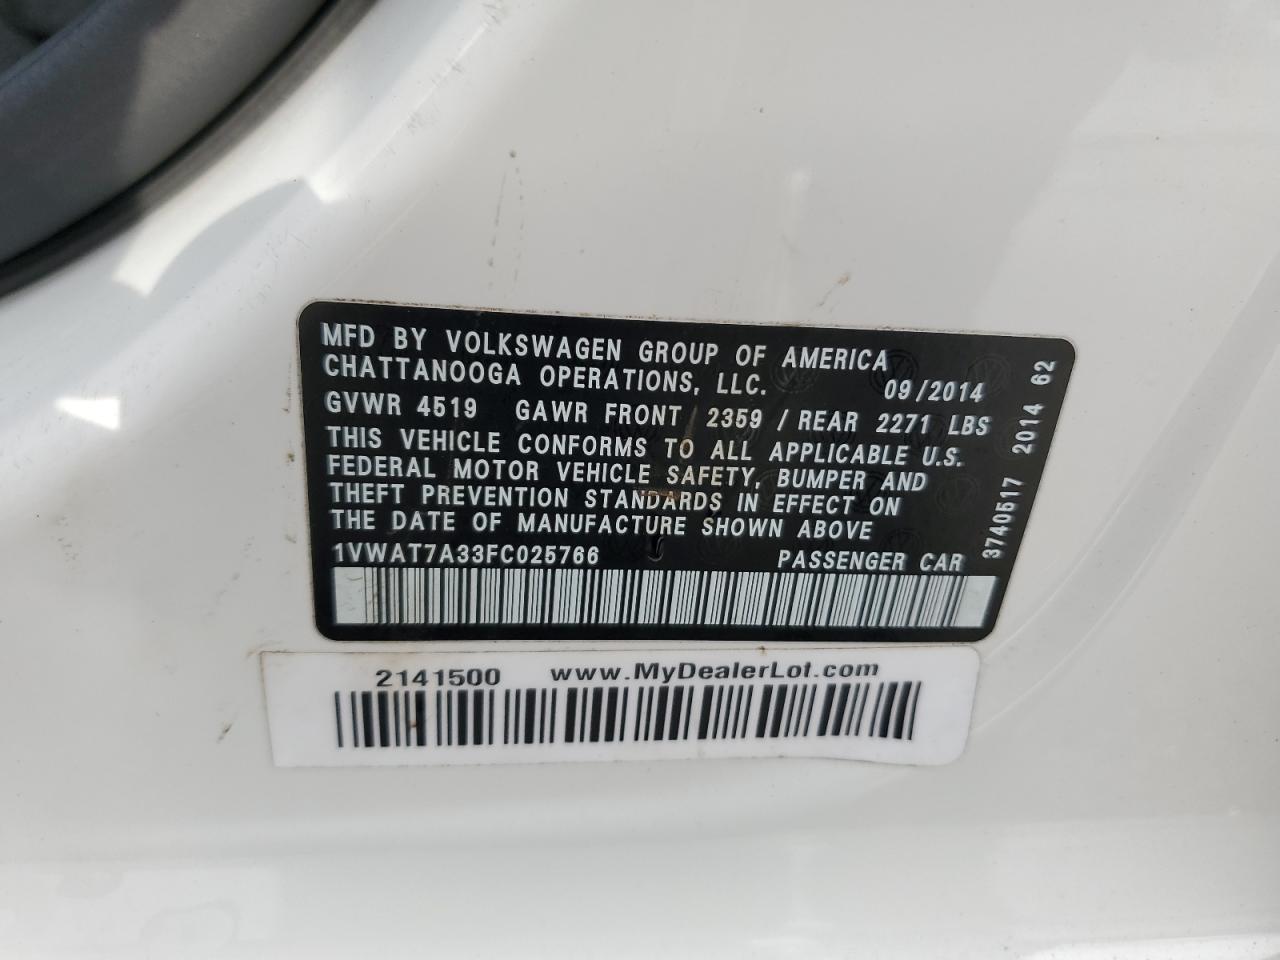 MFD BY VOLKSWAGEN GROUP OF AMERICA
CHATTANOOGA OPERATIONS, LLC. 09/2014
GVWR 4519 GAWR FRONT 2359 / REAR 2271 LBS
THIS VEHICLE CONFORMS TO ALL APPLICABLE U.S.
FEDERAL MOTOR VEHICLE SAFETY, BUMPER AND
THEFT PREVENTION STANDARDS IN EFFECT ON
THE DATE OF MANUFACTURE SHOWN ABOVE
1VWAT7A33FC025766 PASSENGER CAR
3740517 2014 62
2141500 www.MyDealerLot.com